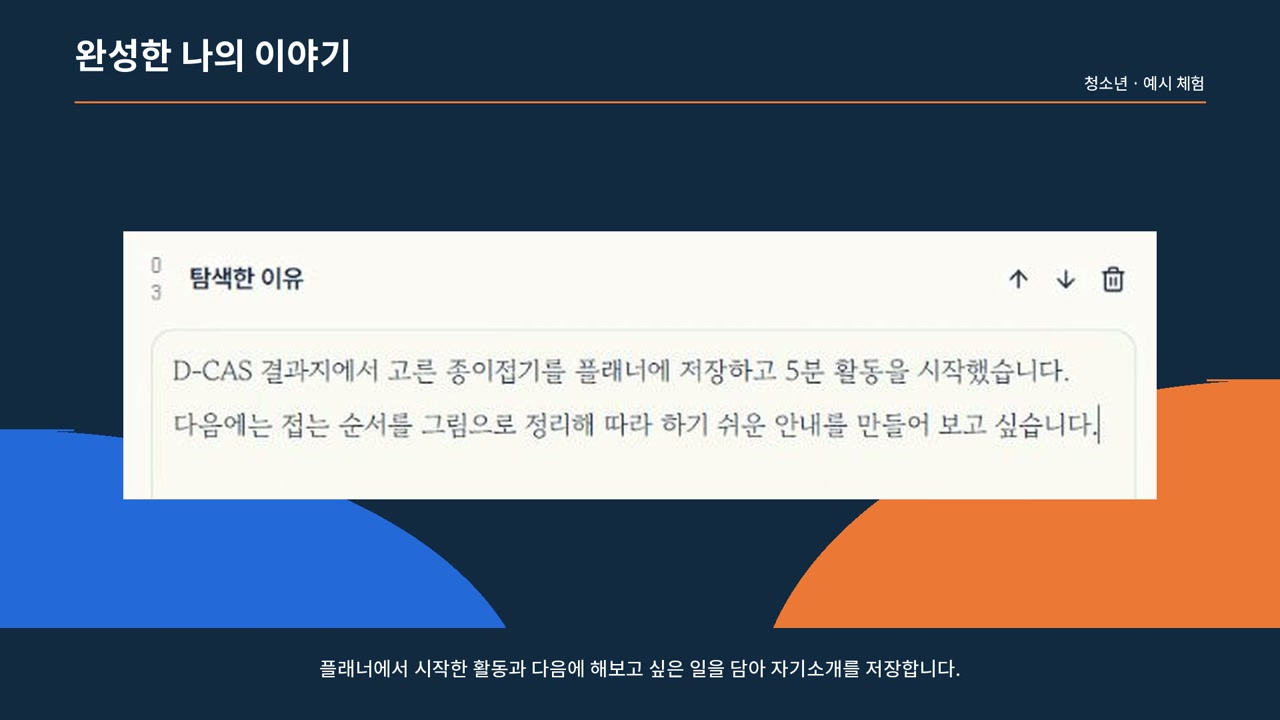 완성한 나의 이야기
청소년 · 예시 체험
03
탐색한 이유
D-CAS 결과지에서 고른 종이접기를 플래너에 저장하고 5분 활동을 시작했습니다.
다음에는 접는 순서를 그림으로 정리해 따라 하기 쉬운 안내를 만들어 보고 싶습니다.
플래너에서 시작한 활동과 다음에 해보고 싶은 일을 담아 자기소개를 저장합니다.